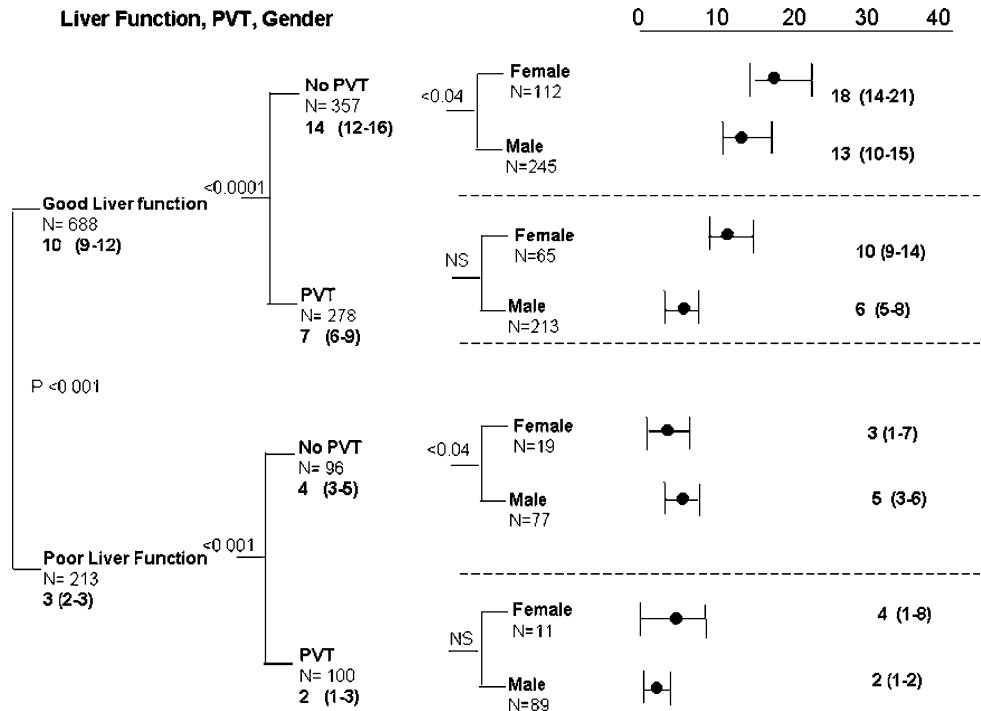 Liver Function, PVT, Gender
0 10 20 30 40
No PVT
N= 357
14 (12-16)
<0.04
Female
N=112
18 (14-21)
Male
N=245
13 (10-15)
<0.0001
Good Liver function
N= 688
10 (9-12)
PVT
N= 278
7 (6-9)
NS
Female
N=65
10 (9-14)
Male
N=213
6 (5-8)
P <0 001
No PVT
N= 96
4 (3-5)
<0.04
Female
N=19
3 (1-7)
Male
N=77
5 (3-6)
<0 001
Poor Liver Function
N= 213
3 (2-3)
PVT
N= 100
2 (1-3)
NS
Female
N=11
4 (1-8)
Male
N=89
2 (1-2)